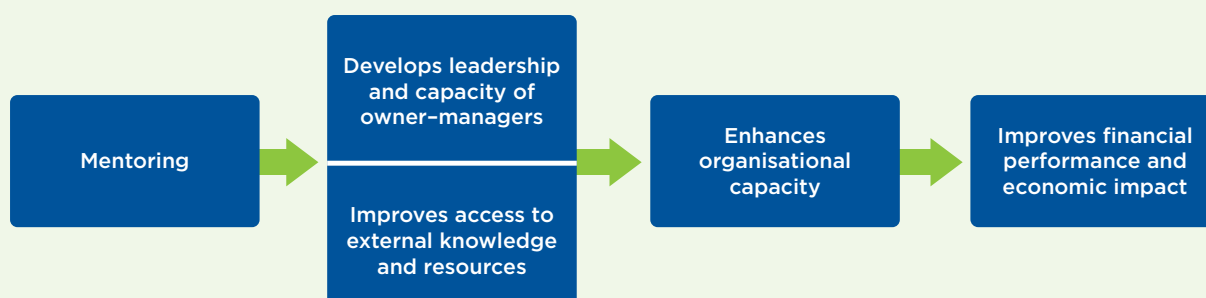 Mentoring
Develops leadership
and capacity of
owner–managers
Improves access to
external knowledge
and resources
Enhances
organisational
capacity
Improves financial
performance and
economic impact